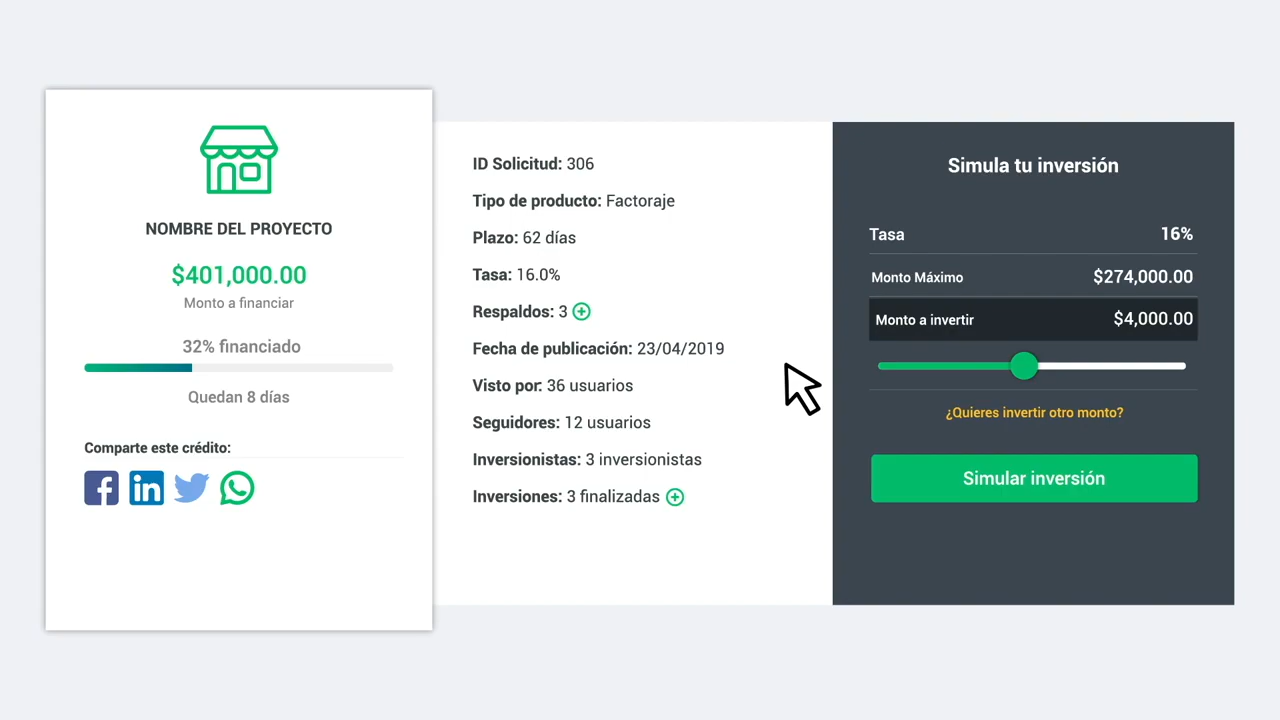 NOMBRE DEL PROYECTO
$401,000.00
Monto a financiar
32% financiado
Quedan 8 días
Comparte este crédito:
ID Solicitud: 306
Tipo de producto: Factoraje
Plazo: 62 días
Tasa: 16.0%
Respaldos: 3
Fecha de publicación: 23/04/2019
Visto por: 36 usuarios
Seguidores: 12 usuarios
Inversionistas: 3 inversionistas
Inversiones: 3 finalizadas
Simula tu inversión
Tasa 16%
Monto Máximo $274,000.00
Monto a invertir $4,000.00
¿Quieres invertir otro monto?
Simular inversión